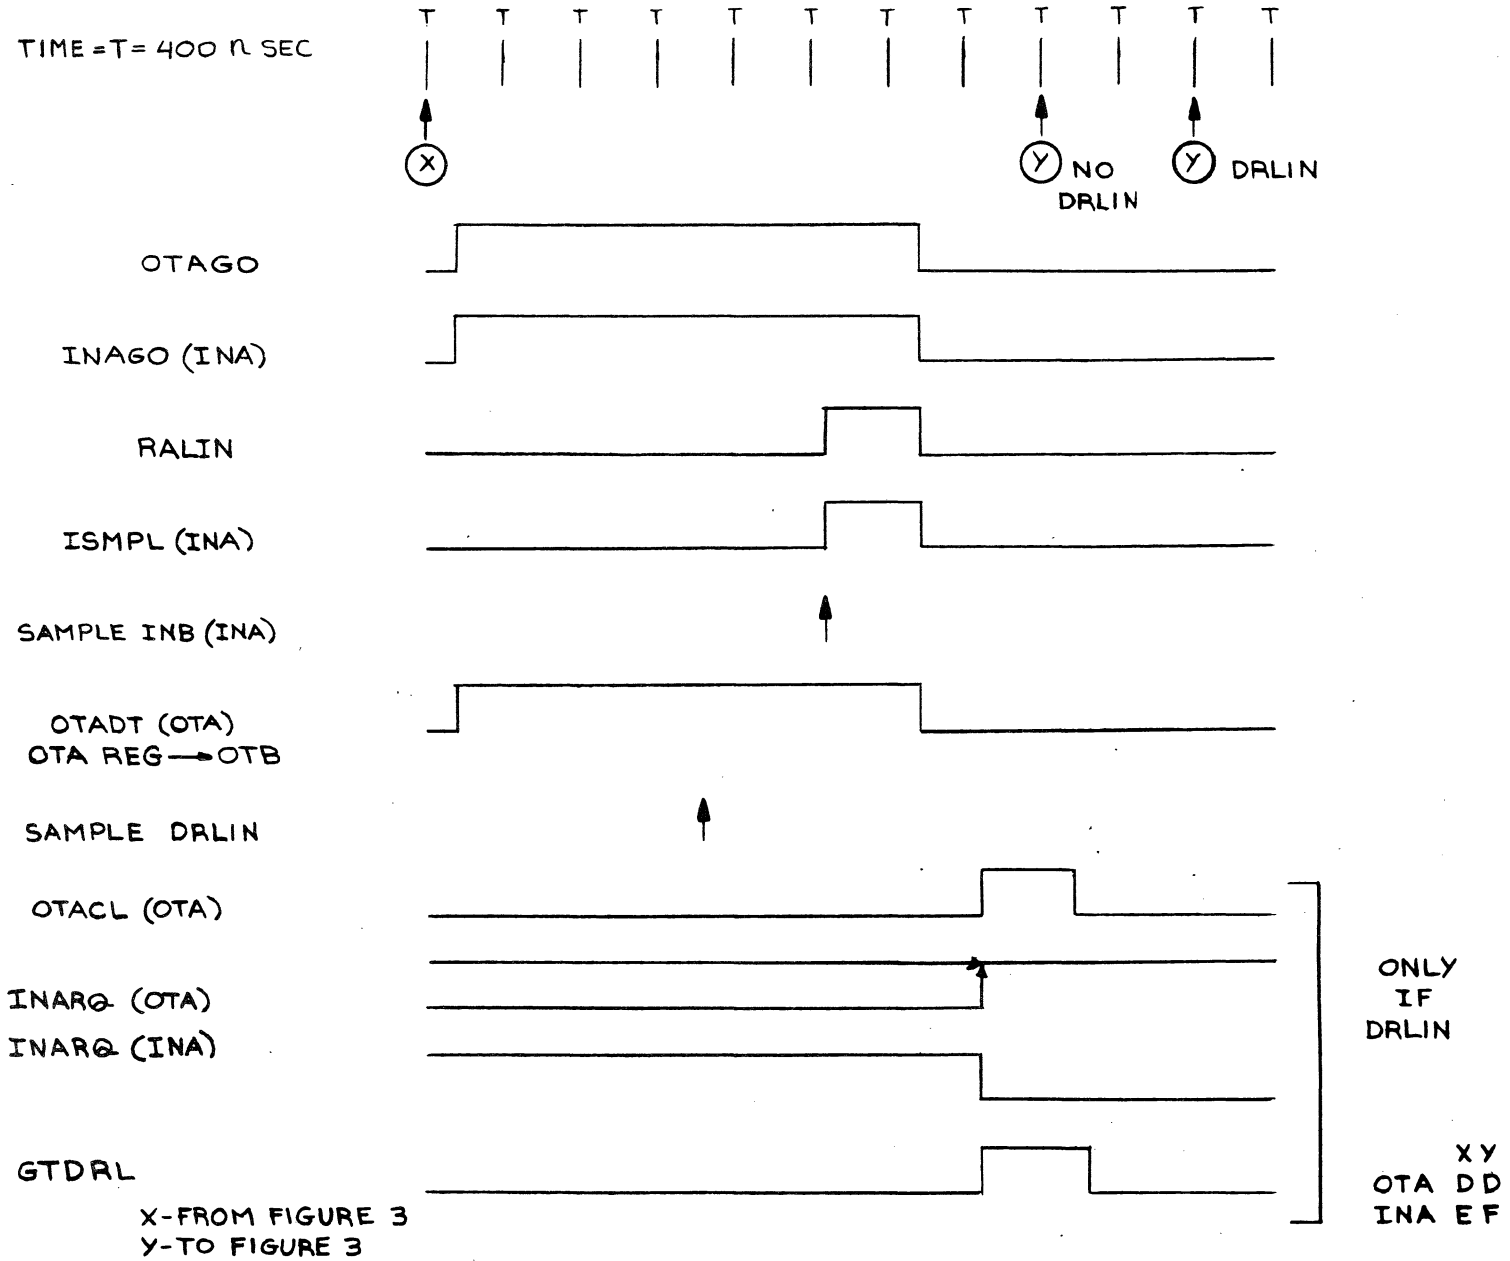 T T T T T T T T T T T T
TIME = T = 400 n SEC
X
Y NO DRLIN
Y DRLIN
OTAGO
INAGO (INA)
RALIN
ISMPL (INA)
SAMPLE INB (INA)
OTADT (OTA)
OTA REG → OTB
SAMPLE DRLIN
OTACL (OTA)
INARQ (OTA)
INARQ (INA)
ONLY
IF
DRLIN
GTDRL
X Y
OTA D D
INA E F
X-FROM FIGURE 3
Y-TO FIGURE 3